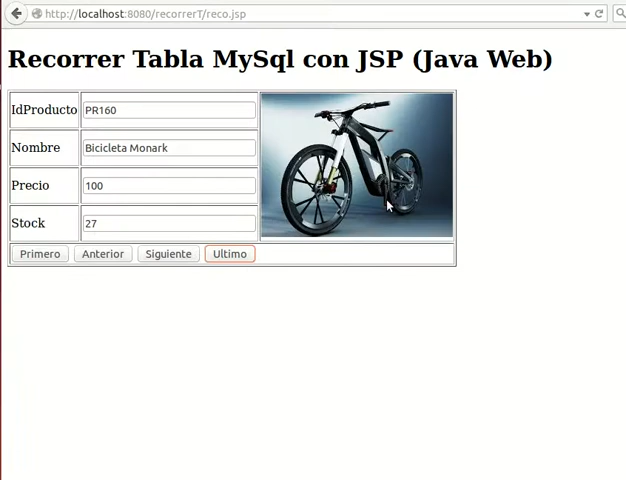 http://localhost:8080/recorrerT/reco.jsp
Recorrer Tabla MySql con JSP (Java Web)
IdProducto PR160
Nombre Bicicleta Monark
Precio 100
Stock 27
Primero Anterior Siguiente Ultimo